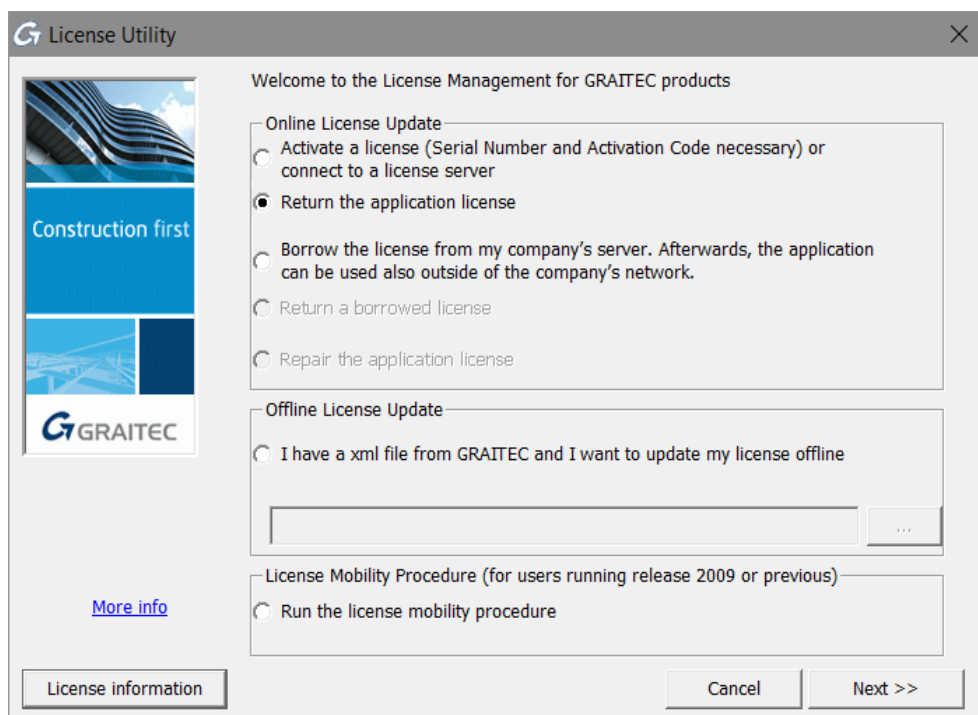 License Utility
Welcome to the License Management for GRAITEC products
Online License Update
Activate a license (Serial Number and Activation Code necessary) or
connect to a license server
Return the application license
Borrow the license from my company's server. Afterwards, the application
can be used also outside of the company's network.
Return a borrowed license
Repair the application license
Construction first
GRAITEC
Offline License Update
I have a xml file from GRAITEC and I want to update my license offline
...
License Mobility Procedure (for users running release 2009 or previous)
Run the license mobility procedure
More info
License information
Cancel
Next >>